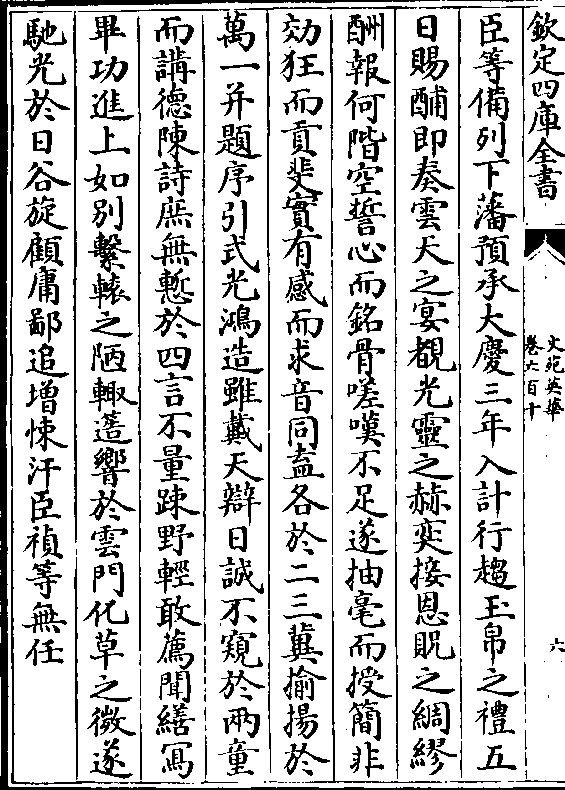 欽定四庫全書
文苑英華
卷六百十
六
臣等備列下藩預承大慶三年入計行趨玉帛之禮五
日賜酺即奏雲天之宴覩光靈之赫奕接恩貺之綢繆
酬報何階空誓心而銘骨嗟嘆不足遂抽毫而授簡非
効狂而貢斐實有感而求音同盍各於二三冀揄揚於
萬一并題序引式光鴻造雖戴天辯日誠不窺於兩童
而講德陳詩庶無慙於四言不量踈野輕敢薦聞繕冩
畢功進上如別繫轅之陋輙蓫響於雲門化草之微遂
馳光於日谷旋顧庸鄙追增悚汗臣禎等無任